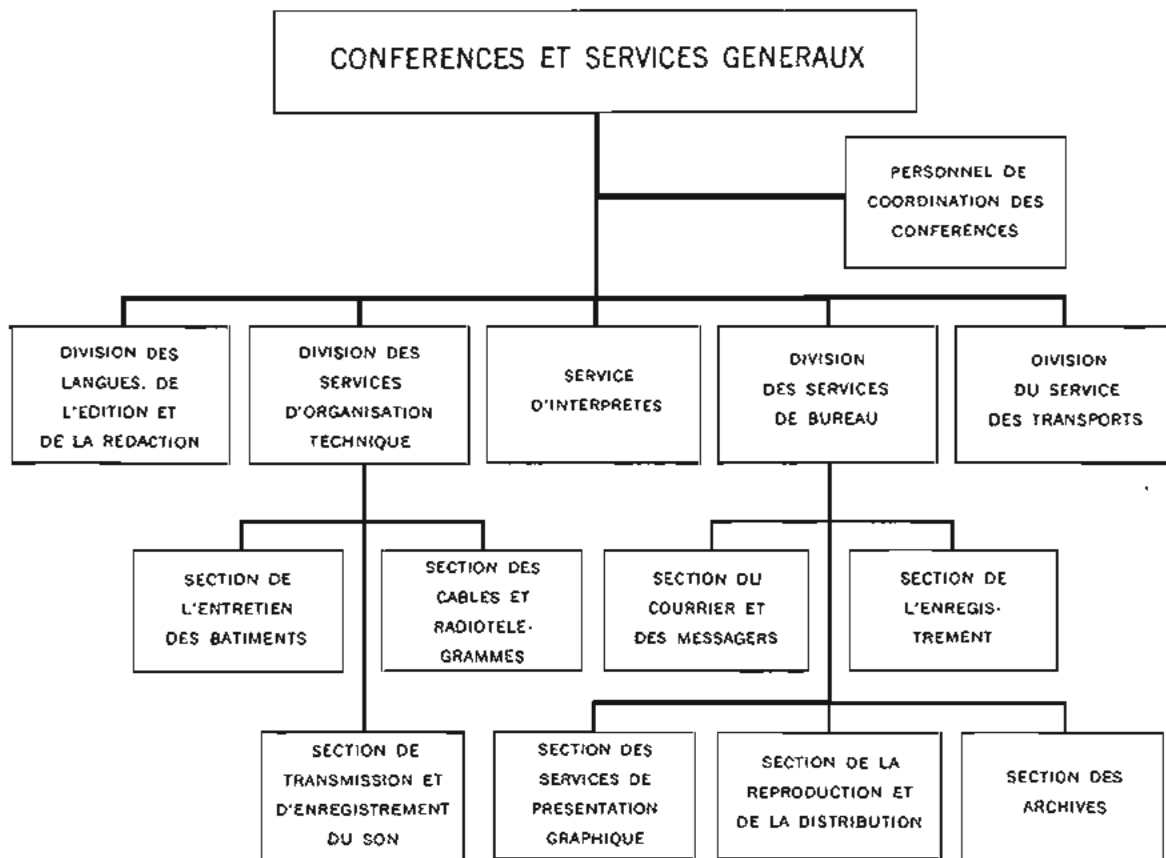 CONFERENCES ET SERVICES GENERAUX
PERSONNEL DE
COORDINATION DES
CONFERENCES
DIVISION DES
LANGUES, DE
L'EDITION ET
DE LA REDACTION
DIVISION DES
SERVICES
D'ORGANISATION
TECHNIQUE
SERVICE
D'INTERPRETES
DIVISION
DES SERVICES
DE BUREAU
DIVISION
DU SERVICE
DES TRANSPORTS
SECTION DE
L'ENTRETIEN
DES BATIMENTS
SECTION DES
CABLES ET
RADIOTELE-
GRAMMES
SECTION DU
COURRIER ET
DES MESSAGERS
SECTION DE
L'ENREGIS-
TREMENT
SECTION DE
TRANSMISSION ET
D'ENREGISTREMENT
DU SON
SECTION DES
SERVICES DE
PRESENTATION
GRAPHIQUE
SECTION DE LA
REPRODUCTION ET
DE LA DISTRIBUTION
SECTION DES
ARCHIVES